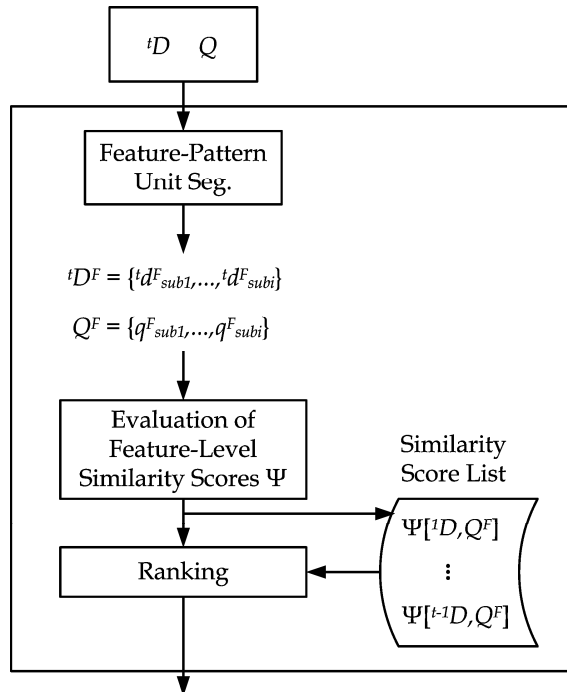 ᵗD Q
Feature-Pattern
Unit Seg.
ᵗDᶠ = {ᵗdᶠsub1,...,ᵗdᶠsubi}
Qᶠ = {qᶠsub1,...,qᶠsubi}
Evaluation of
Feature-Level
Similarity Scores Ψ
Similarity
Score List
Ψ[¹D,Qᶠ]
⋮
Ψ[ᵗ⁻¹D,Qᶠ]
Ranking